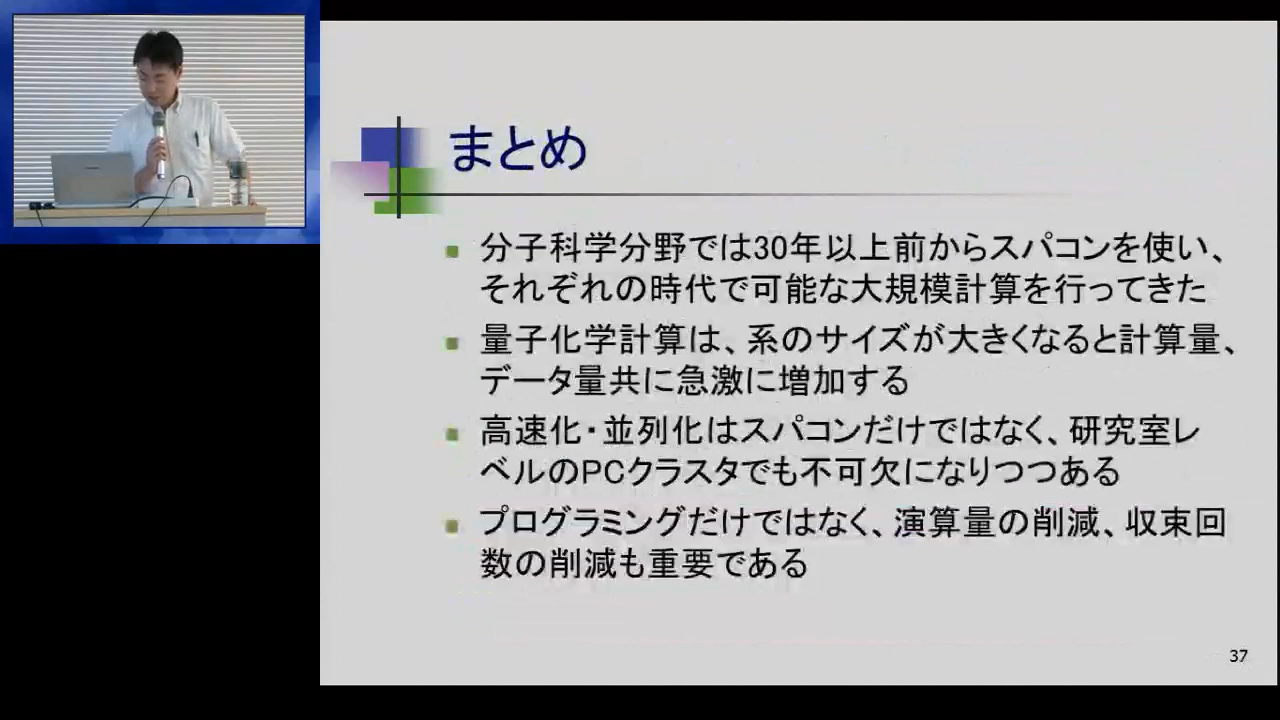 まとめ
分子科学分野では30年以上前からスパコンを使い、
それぞれの時代で可能な大規模計算を行ってきた
量子化学計算は、系のサイズが大きくなると計算量、
データ量共に急激に増加する
高速化・並列化はスパコンだけではなく、研究室レ
ベルのPCクラスタでも不可欠になりつつある
プログラミングだけではなく、演算量の削減、収束回
数の削減も重要である
37